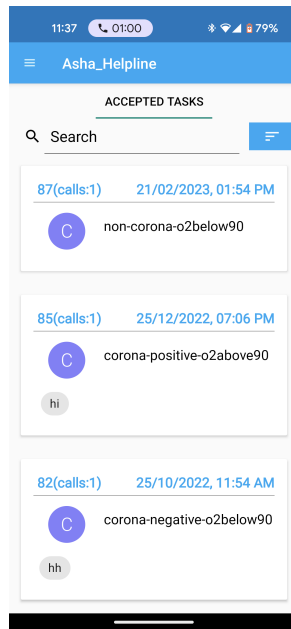 11:37 01:00 79%
Asha_Helpline
ACCEPTED TASKS
Search
87(calls:1) 21/02/2023, 01:54 PM
C non-corona-o2below90
85(calls:1) 25/12/2022, 07:06 PM
C corona-positive-o2above90
hi
82(calls:1) 25/10/2022, 11:54 AM
C corona-negative-o2below90
hh